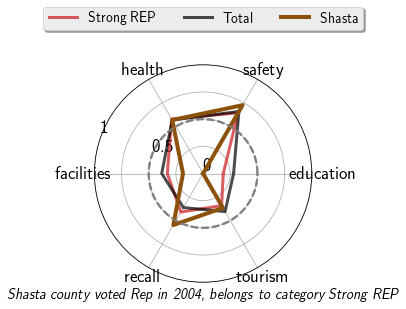 Strong REP Total Shasta
health safety
1
0.5
0
facilities education
recall tourism
Shasta county voted Rep in 2004, belongs to category Strong REP